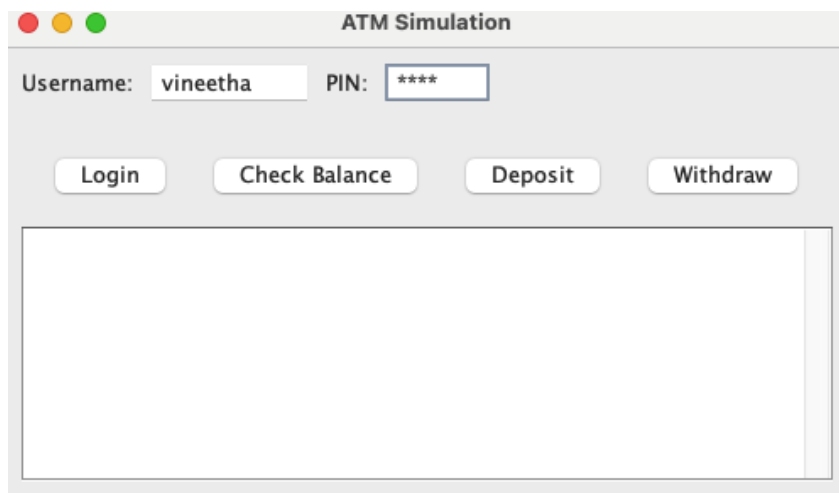 ATM Simulation
Username: vineetha PIN: ****
Login Check Balance Deposit Withdraw